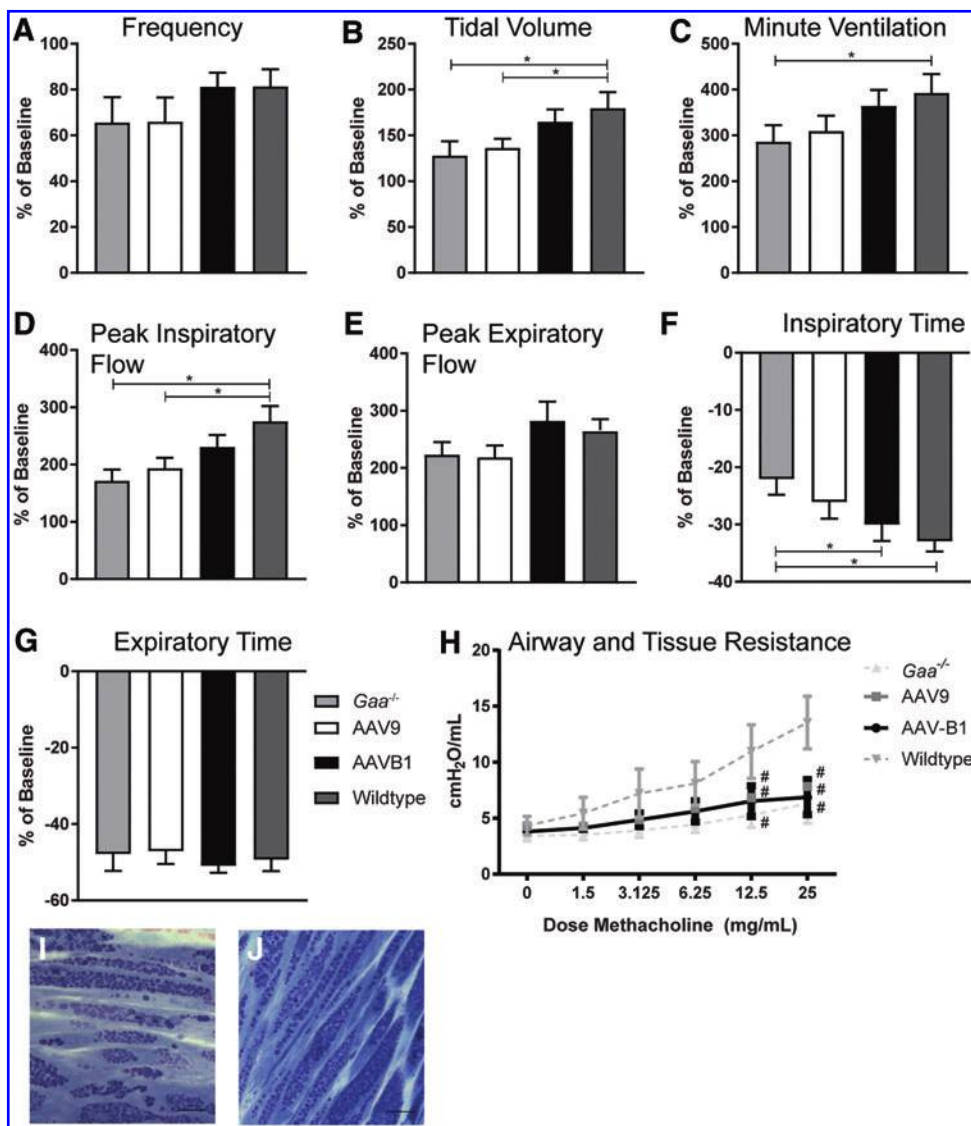 A
Frequency
% of Baseline
100
80
60
40
20
0
B
Tidal Volume
% of Baseline
250
200
150
100
50
0
*
*
C
Minute Ventilation
% of Baseline
500
400
300
200
100
0
*
D
Peak Inspiratory
Flow
% of Baseline
400
300
200
100
0
*
*
E
Peak Expiratory
Flow
% of Baseline
400
300
200
100
0
F
Inspiratory Time
% of Baseline
0
-10
-20
-30
-40
*
*
G
Expiratory Time
% of Baseline
0
-20
-40
-60
Gaa-/-
AAV9
AAVB1
Wildtype
H
Airway and Tissue Resistance
cmH2O/mL
20
15
10
5
0
#
#
#
#
#
#
0
1.5
3.125
6.25
12.5
25
Dose Methacholine (mg/mL)
Gaa-/-
AAV9
AAV-B1
Wildtype
I
J